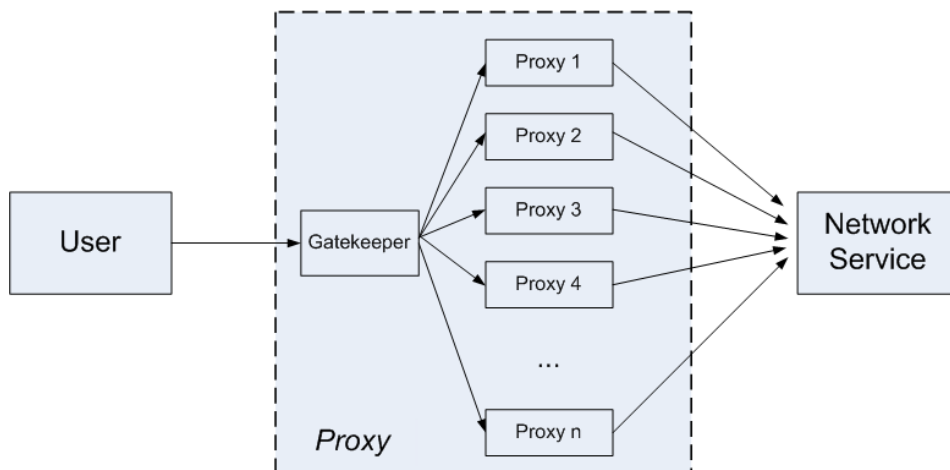 User
Gatekeeper
Proxy 1
Proxy 2
Proxy 3
Proxy 4
...
Proxy n
Proxy
Network
Service